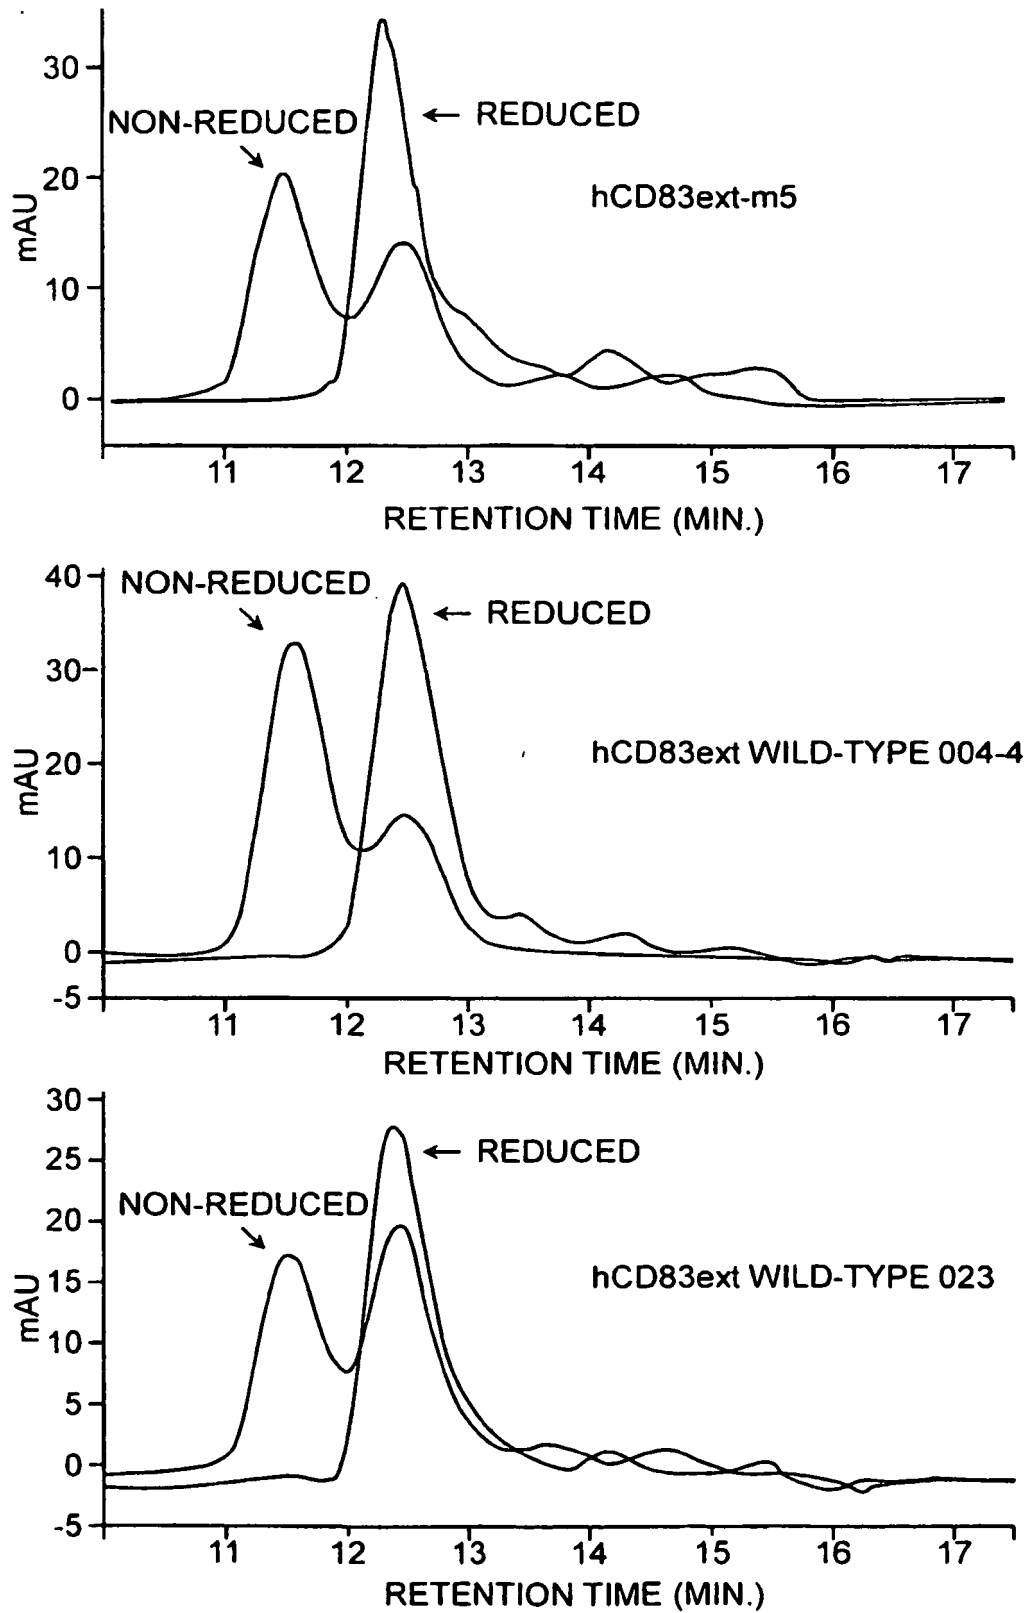 30
NON-REDUCED
REDUCED
20
hCD83ext-m5
mAU
10
0
11 12 13 14 15 16 17
RETENTION TIME (MIN.)
40
NON-REDUCED
REDUCED
30
hCD83ext WILD-TYPE 004-4
20
mAU
10
0
-5
11 12 13 14 15 16 17
RETENTION TIME (MIN.)
30
REDUCED
25
NON-REDUCED
20
hCD83ext WILD-TYPE 023
15
mAU
10
5
0
-5
11 12 13 14 15 16 17
RETENTION TIME (MIN.)